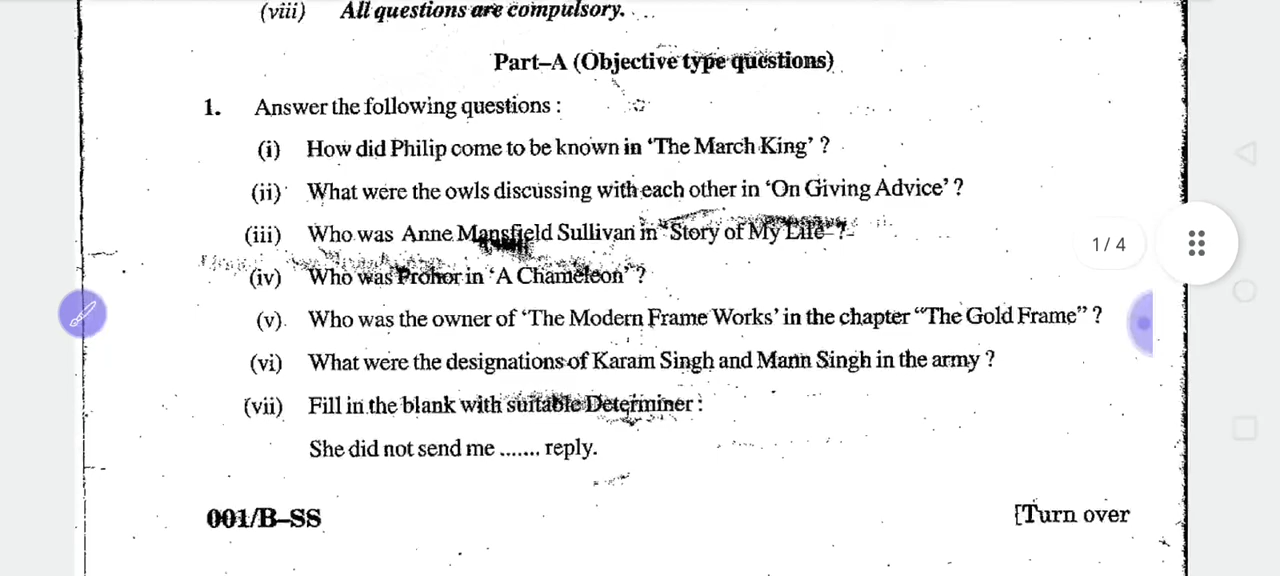 (viii) All questions are compulsory.
Part–A (Objective type questions)
1. Answer the following questions :
(i) How did Philip come to be known in ‘The March King’ ?
(ii) What were the owls discussing with each other in ‘On Giving Advice’ ?
(iii) Who was Anne Mansfield Sullivan in ‘Story of My Life’ ?
1 / 4
(iv) Who was Prohor in ‘A Chameleon’ ?
(v) Who was the owner of ‘The Modern Frame Works’ in the chapter “The Gold Frame” ?
(vi) What were the designations of Karam Singh and Mann Singh in the army ?
(vii) Fill in the blank with suitable Determiner :
She did not send me ....... reply.
001/B–SS [Turn over